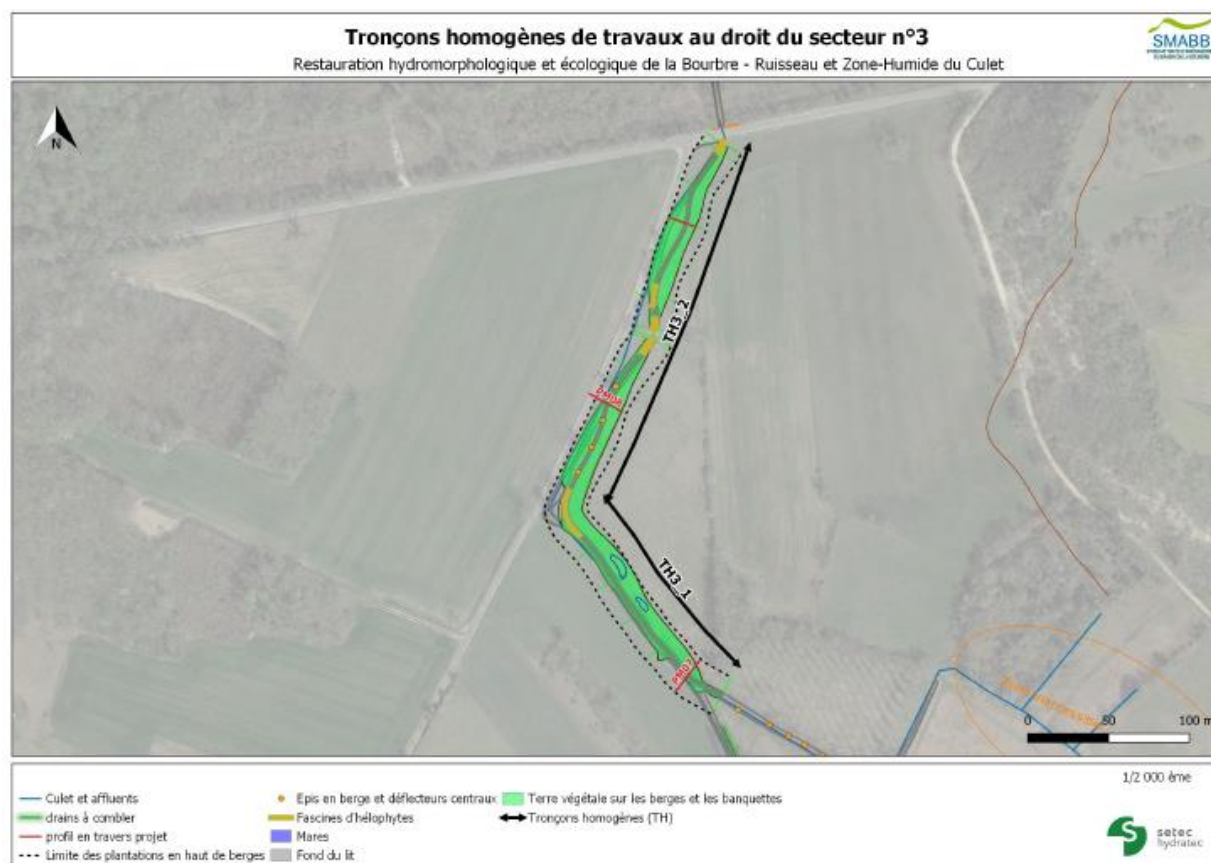 Tronçons homogènes de travaux au droit du secteur n°3
Restauration hydromorphologique et écologique de la Bourbre - Ruisseau et Zone-Humide du Culet
SMABB
N
TH3_2
TH3_1
0 50 100 m
1/2 000 ème
Culet et affluents
drains à combler
profil en travers projet
Limite des plantations en haut de berges
Epis en berge et déflecteurs centraux
Fascines d'hélophytes
Mares
Fond du lit
Terre végétale sur les berges et les banquettes
Tronçons homogènes (TH)
setec
hydratec